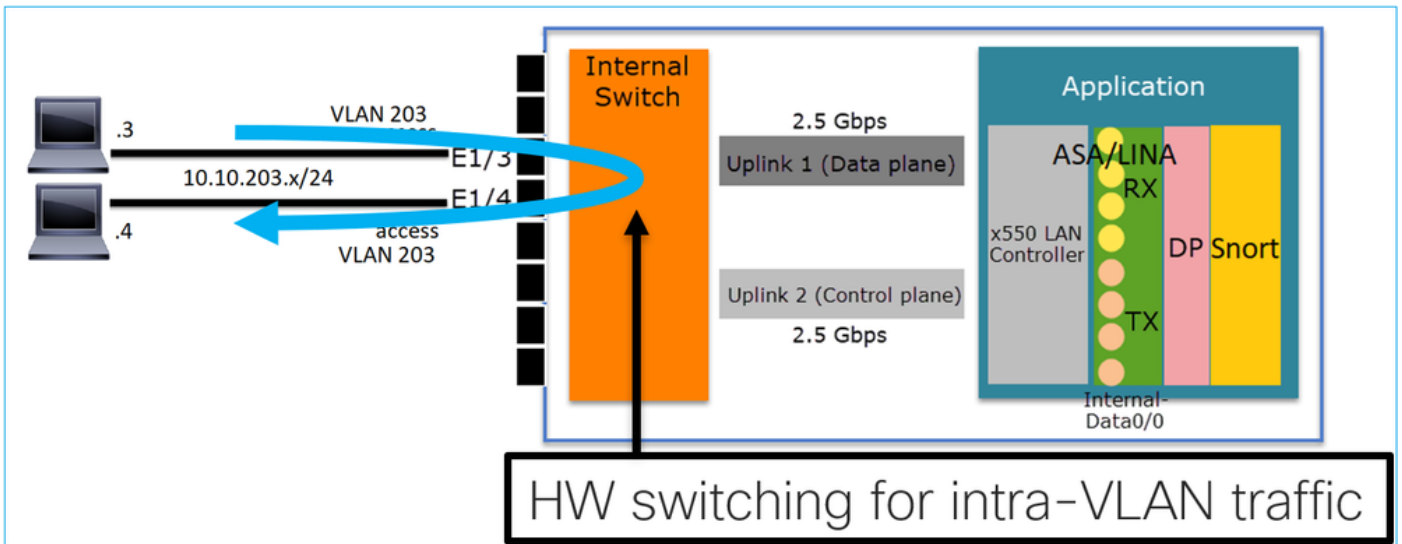 .3
VLAN 203
E1/3
10.10.203.x/24
E1/4
.4
access
VLAN 203
Internal
Switch
2.5 Gbps
Uplink 1 (Data plane)
Uplink 2 (Control plane)
2.5 Gbps
Application
ASA/LINA
RX
x550 LAN
Controller
DP
Snort
TX
Internal-
Data0/0
HW switching for intra-VLAN traffic